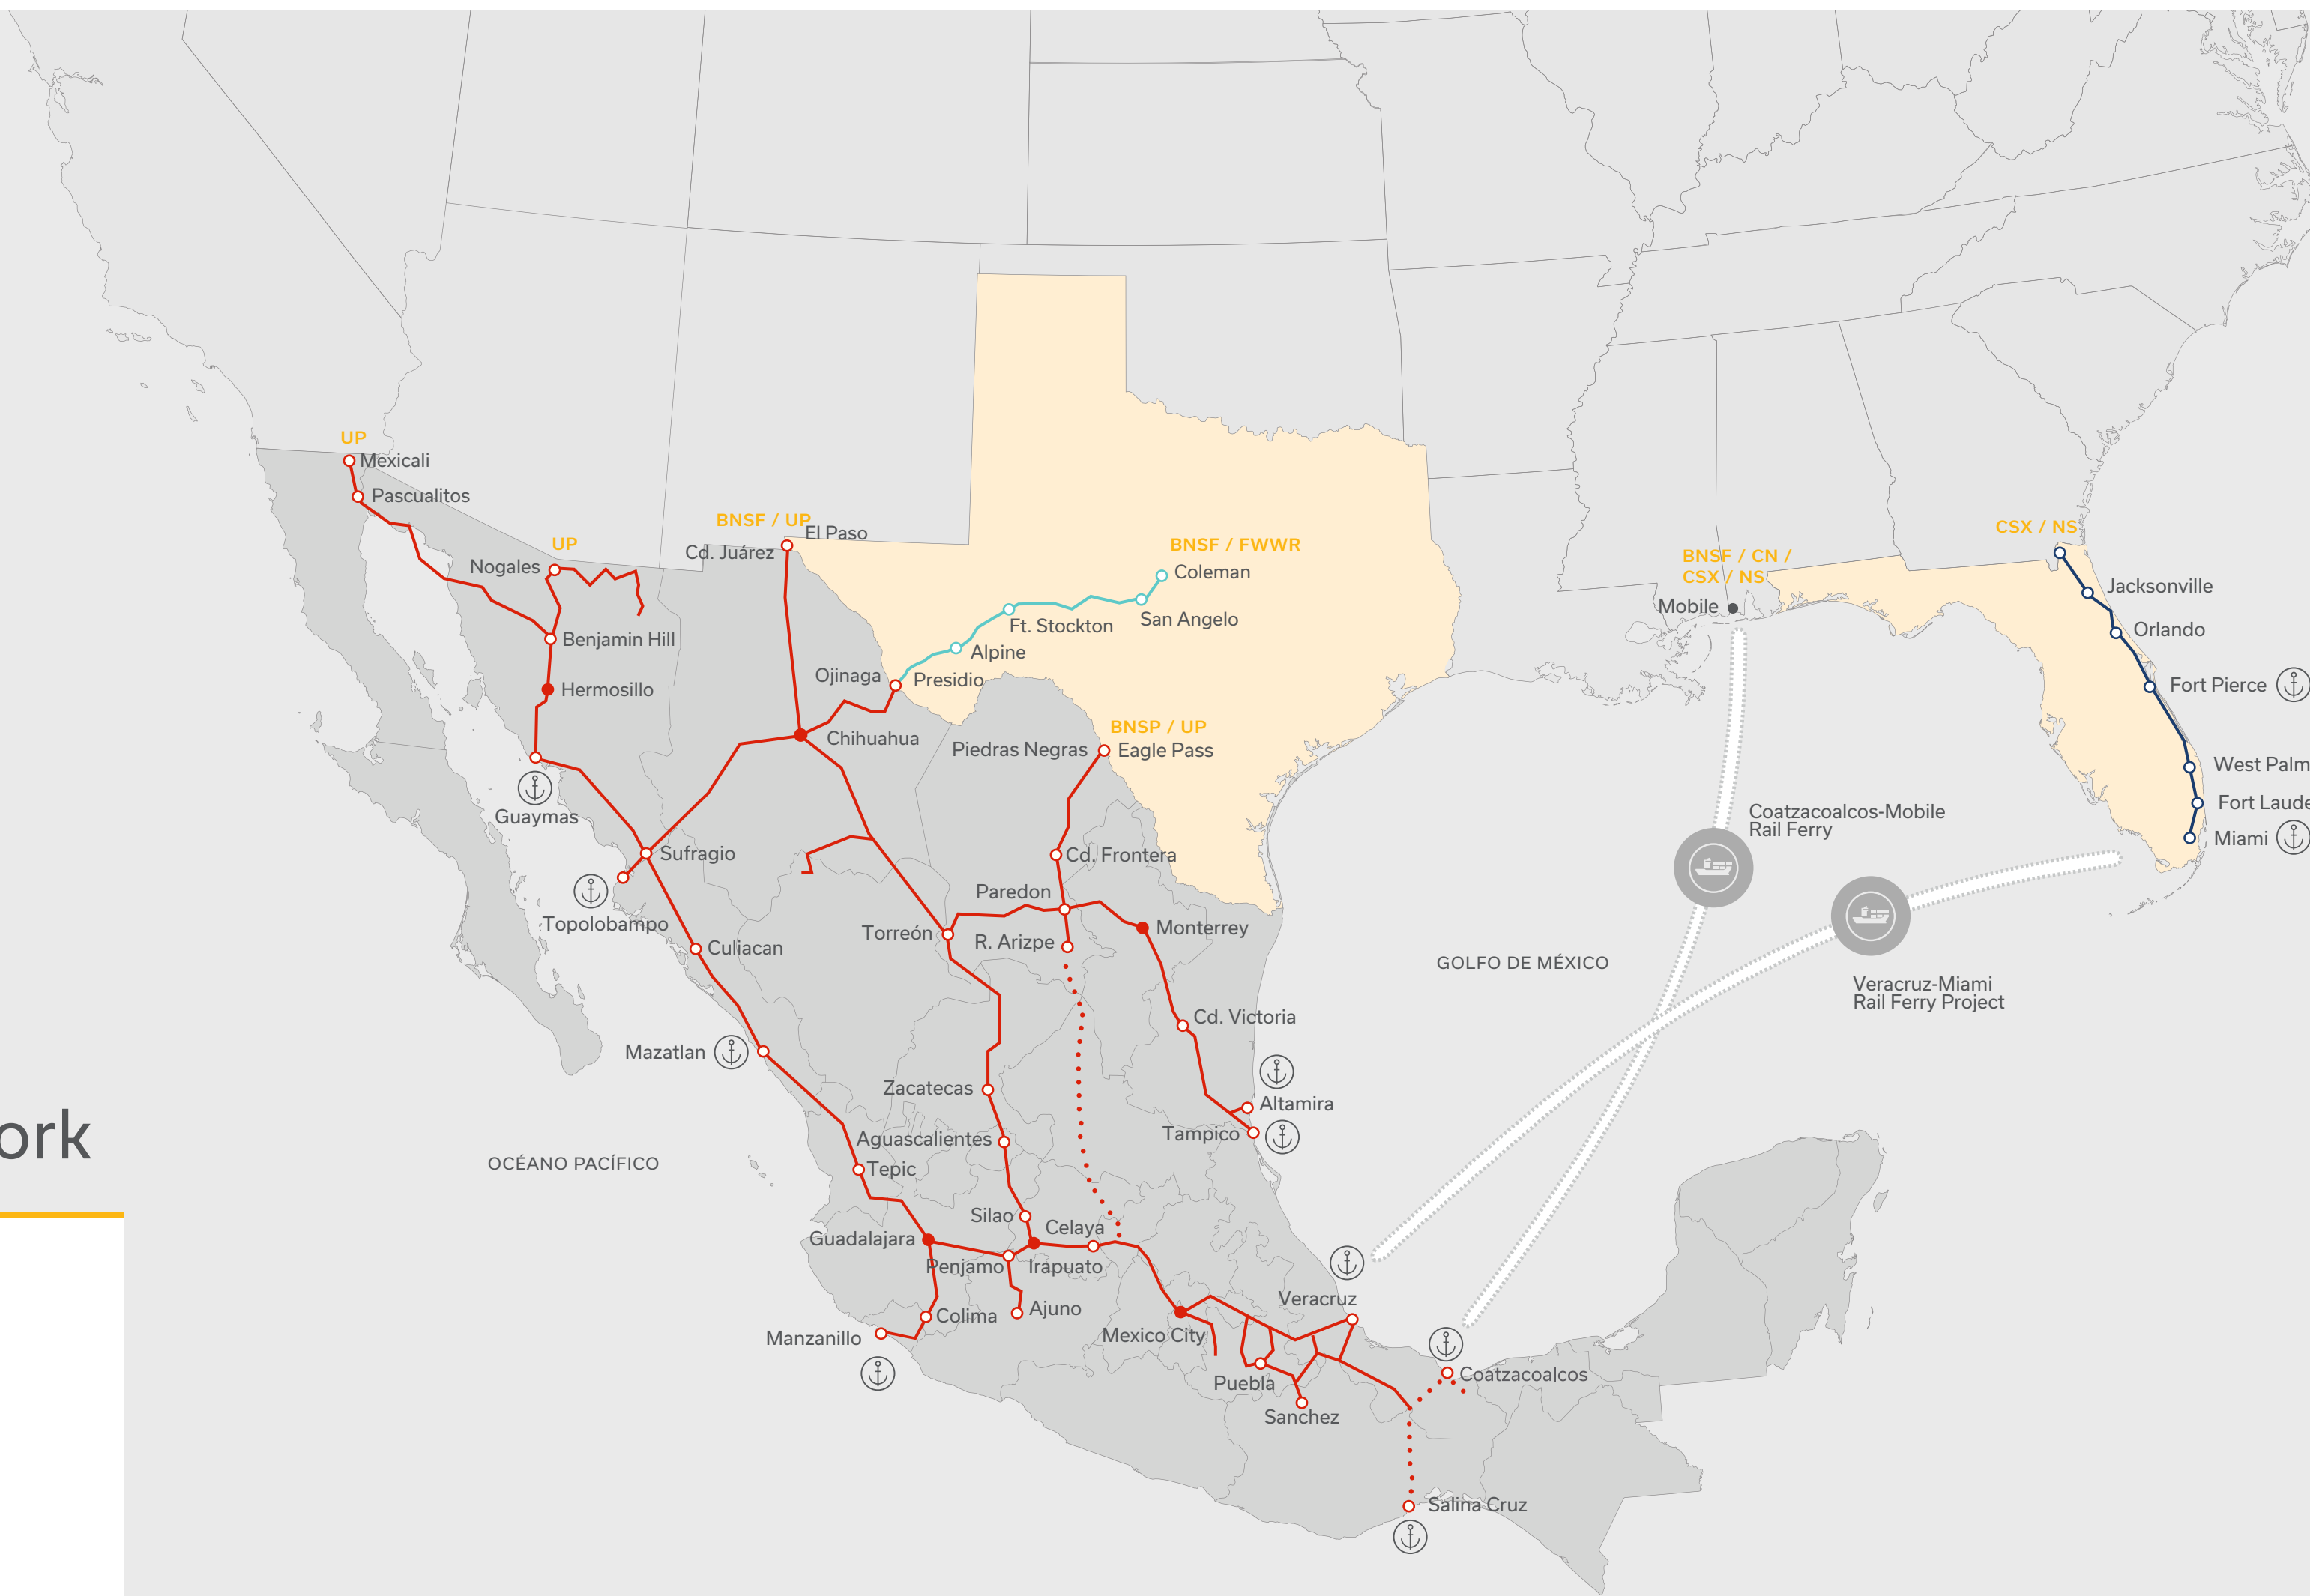 UP
Mexicali
Pascualitos
UP
Nogales
Benjamin Hill
Hermosillo
Guaymas
BNSF / UP
El Paso
Cd. Juárez
Ojinaga
Presidio
Chihuahua
Sufragio
Topolobampo
Culiacan
Mazatlan
BNSF / FWWR
Coleman
San Angelo
Ft. Stockton
Alpine
BNSP / UP
Piedras Negras
Eagle Pass
Cd. Frontera
Paredon
Torreón
R. Arizpe
Monterrey
Cd. Victoria
Altamira
Tampico
Zacatecas
Aguascalientes
Tepic
Silao
Celaya
Guadalajara
Penjamo
Irapuato
Ajuno
Colima
Manzanillo
Mexico City
Veracruz
Puebla
Sanchez
Coatzacoalcos
Salina Cruz
OCÉANO PACÍFICO
GOLFO DE MÉXICO
BNSF / CN /
CSX / NS
Mobile
Coatzacoalcos-Mobile
Rail Ferry
Veracruz-Miami
Rail Ferry Project
CSX / NS
Jacksonville
Orlando
Fort Pierce
West Palm
Fort Laude
Miami
ork